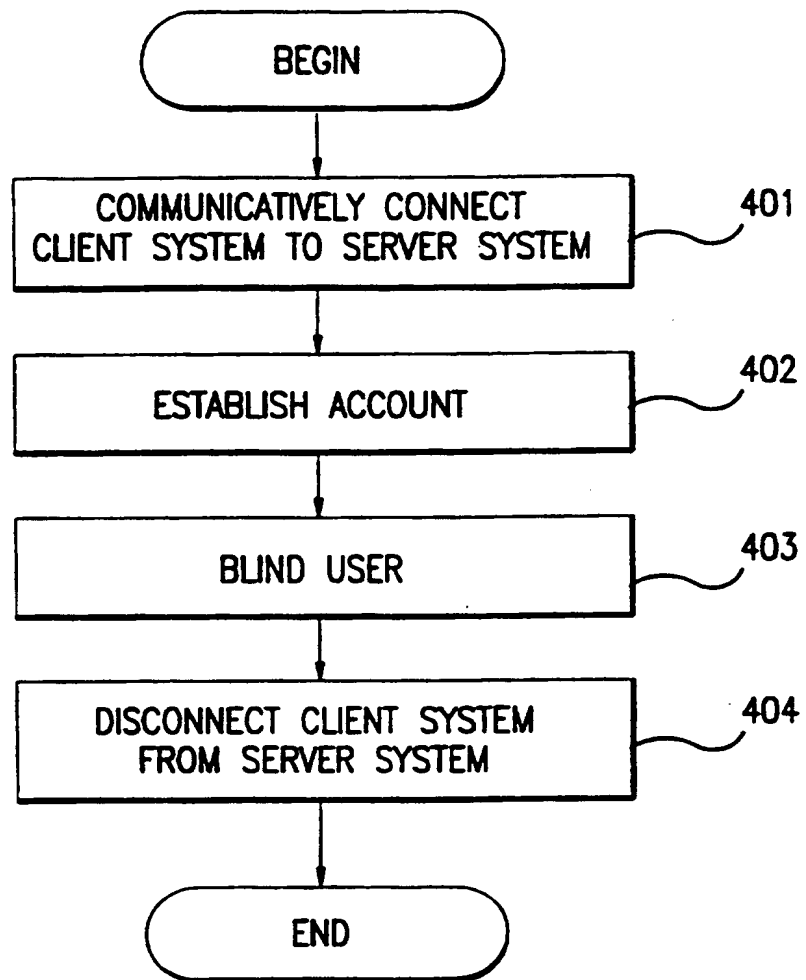 BEGIN
COMMUNICATIVELY CONNECT
CLIENT SYSTEM TO SERVER SYSTEM
401
ESTABLISH ACCOUNT
402
BLIND USER
403
DISCONNECT CLIENT SYSTEM
FROM SERVER SYSTEM
404
END